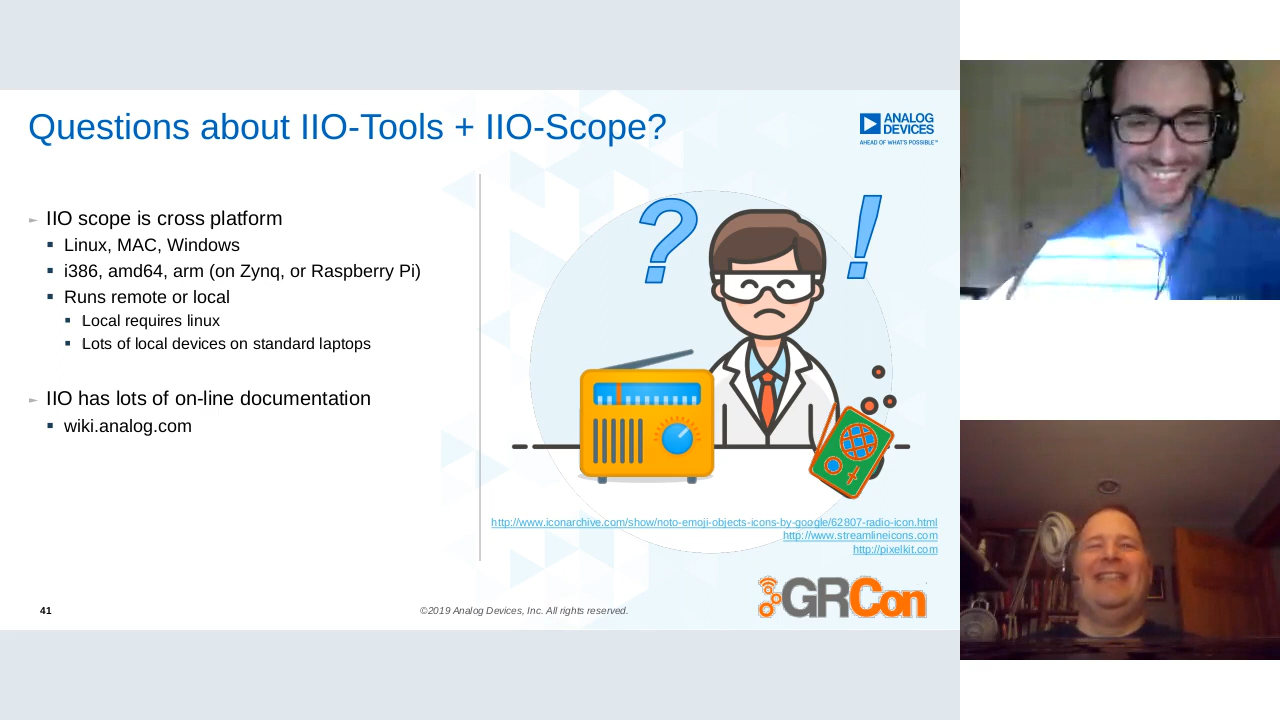 Questions about IIO-Tools + IIO-Scope?
ANALOG
DEVICES
AHEAD OF WHAT'S POSSIBLE™
IIO scope is cross platform
Linux, MAC, Windows
i386, amd64, arm (on Zynq, or Raspberry Pi)
Runs remote or local
Local requires linux
Lots of local devices on standard laptops
IIO has lots of on-line documentation
wiki.analog.com
? !
http://www.iconarchive.com/show/noto-emoji-objects-icons-by-google/62807-radio-icon.html
http://www.streamlineicons.com
http://pixelkit.com
41
©2019 Analog Devices, Inc. All rights reserved.
GRCon